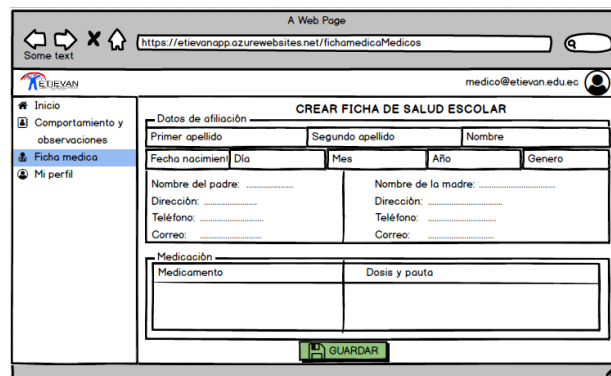 A Web Page
https://etievanapp.azurewebsites.net/fichamedicaMedicos
Some text
ETIEVAN
medico@etievan.edu.ec
Inicio
Comportamiento y
observaciones
Ficha medica
Mi perfil
CREAR FICHA DE SALUD ESCOLAR
Datos de afiliación
Primer apellido Segundo apellido Nombre
Fecha nacimient Día Mes Año Genero
Nombre del padre: ..................... Nombre de la madre: .....................
Dirección: ........................ Dirección: ........................
Teléfono: ............................. Teléfono: .............................
Correo: ............................ Correo: ............................
Medicación
Medicamento Dosis y pauta
GUARDAR